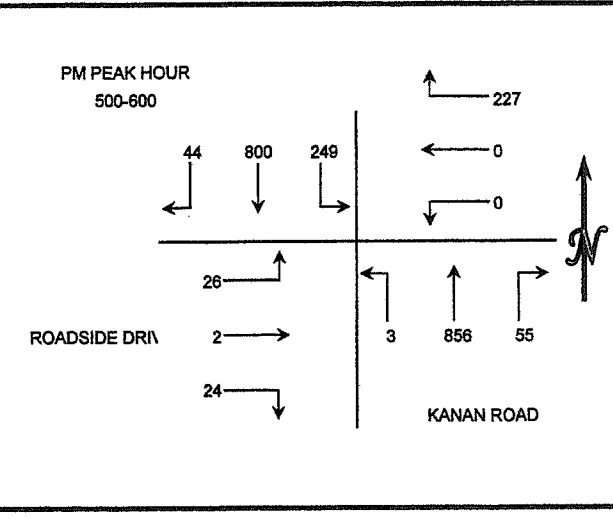 PM PEAK HOUR
500-600
227
44 800 249 0
0
26
ROADSIDE DRI\ 2 3 856 55
24
KANAN ROAD
N